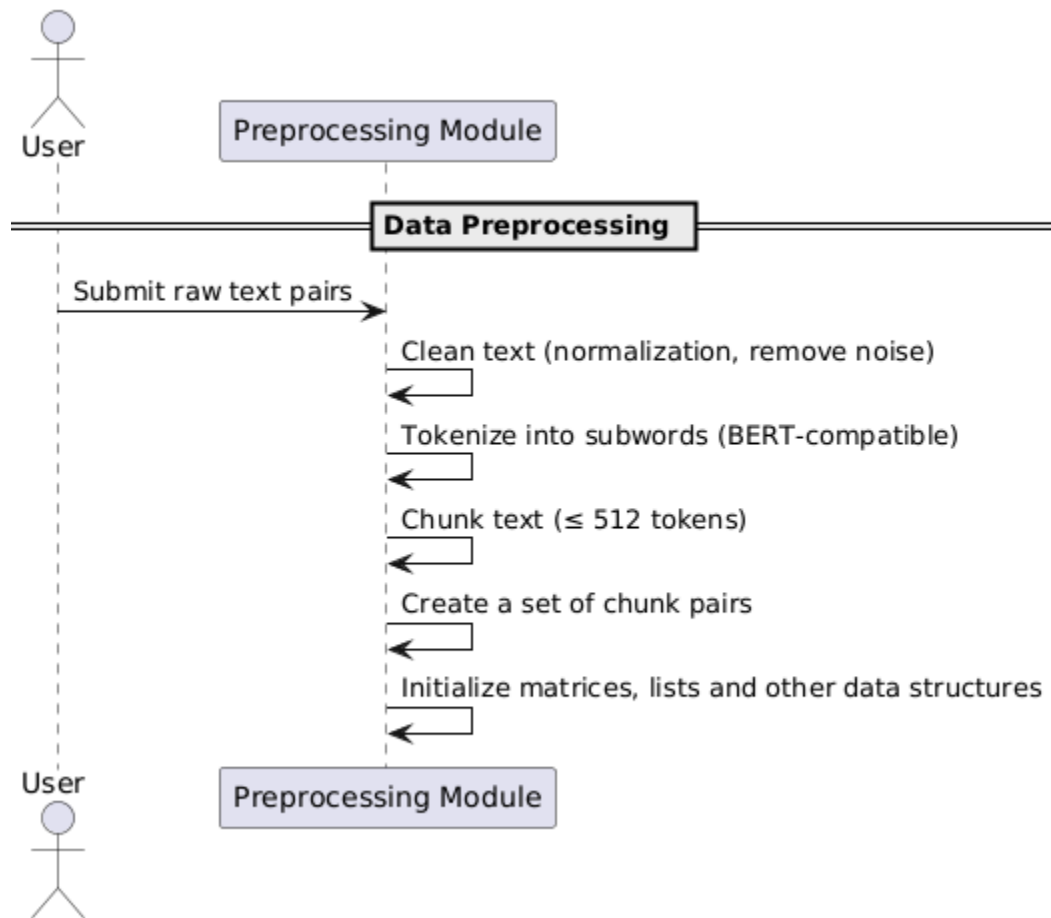 User
Preprocessing Module
Data Preprocessing
Submit raw text pairs
Clean text (normalization, remove noise)
Tokenize into subwords (BERT-compatible)
Chunk text (≤ 512 tokens)
Create a set of chunk pairs
Initialize matrices, lists and other data structures
User
Preprocessing Module